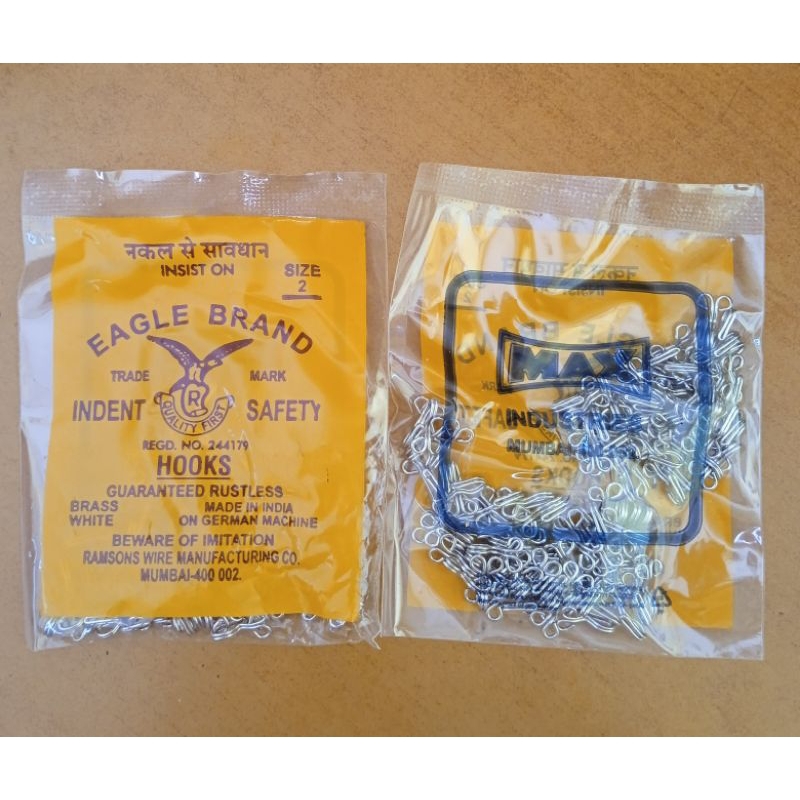 नकल से सावधान
INSIST ON
SIZE
2
EAGLE BRAND
TRADE MARK
R
QUALITY FIRST
INDENT SAFETY
REGD. NO. 244179
HOOKS
GUARANTEED RUSTLESS
BRASS MADE IN INDIA
WHITE ON GERMAN MACHINE
BEWARE OF IMITATION
RAMSONS WIRE MANUFACTURING CO.
MUMBAI-400 002.
MAX
INDUSTRIES